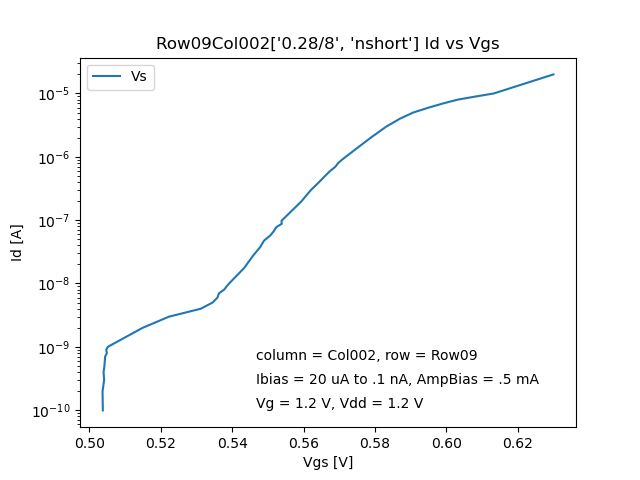 Row09Col002['0.28/8', 'nshort'] Id vs Vgs
Vs
10⁻⁵
10⁻⁶
10⁻⁷
10⁻⁸
10⁻⁹
10⁻¹⁰
Id [A]
column = Col002, row = Row09
Ibias = 20 uA to .1 nA, AmpBias = .5 mA
Vg = 1.2 V, Vdd = 1.2 V
0.50 0.52 0.54 0.56 0.58 0.60 0.62
Vgs [V]